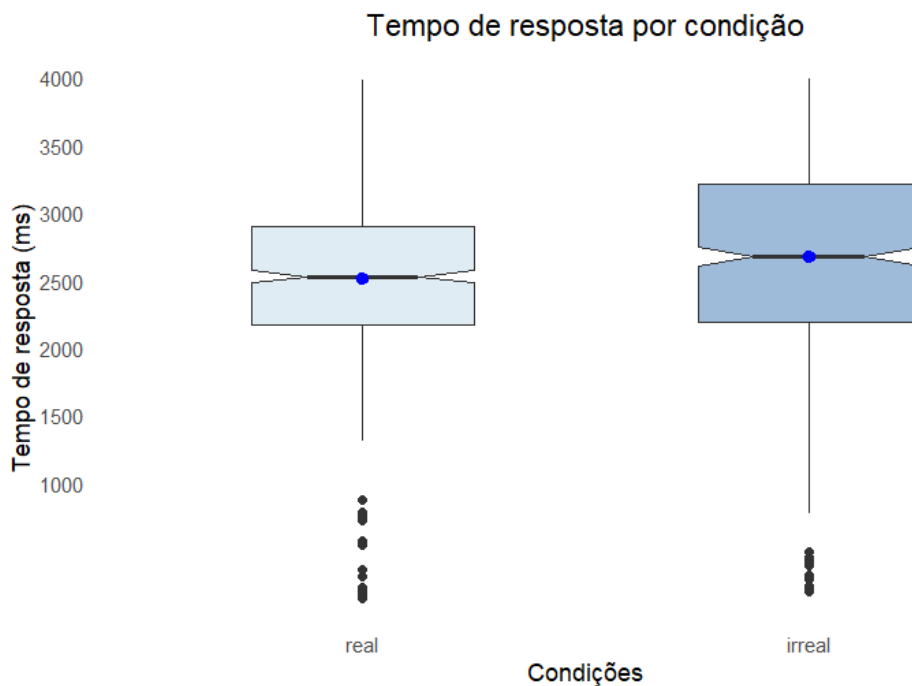 Tempo de resposta por condição
4000
3500
3000
2500
2000
1500
1000
Tempo de resposta (ms)
real
irreal
Condições